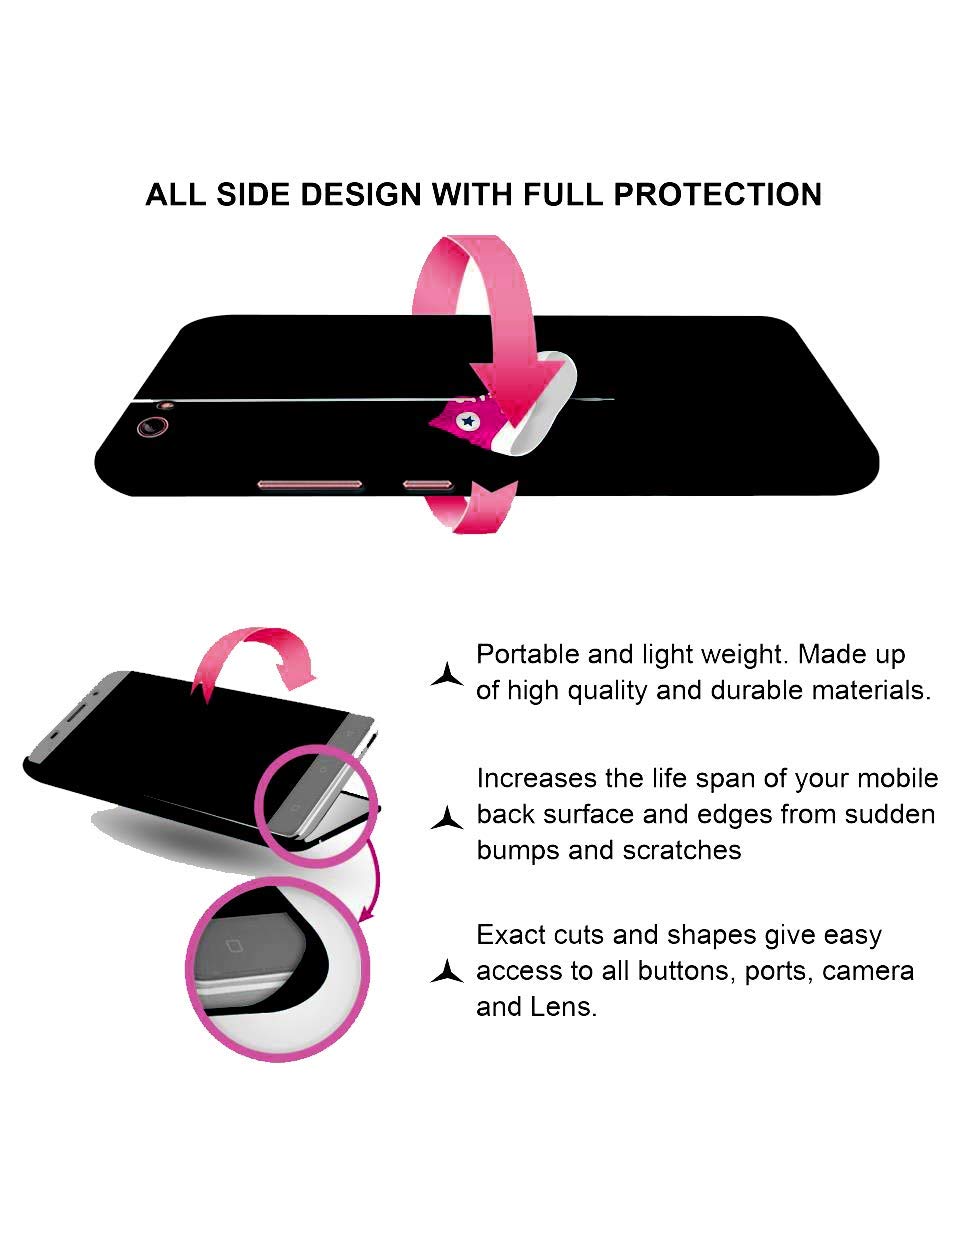 ALL SIDE DESIGN WITH FULL PROTECTION
Portable and light weight. Made up
of high quality and durable materials.
Increases the life span of your mobile
back surface and edges from sudden
bumps and scratches
Exact cuts and shapes give easy
access to all buttons, ports, camera
and Lens.